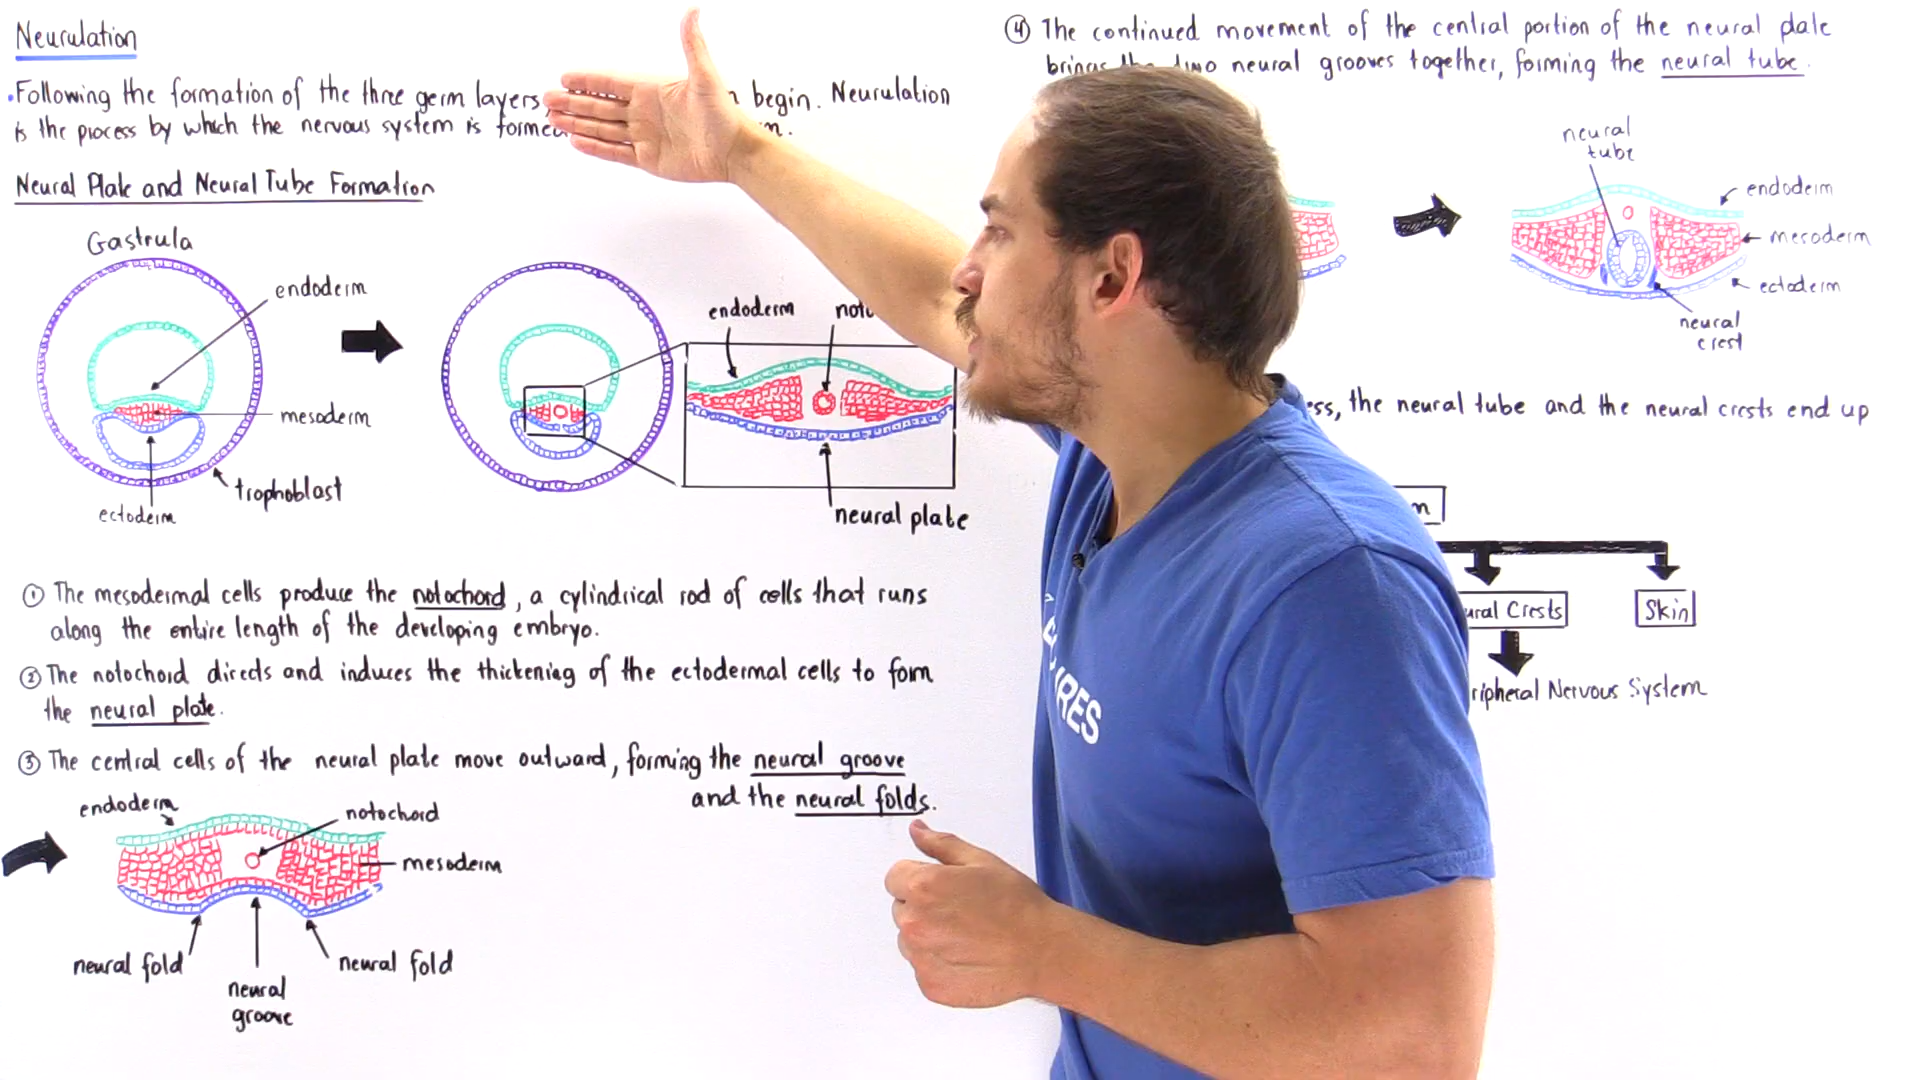 Neurulation
•Following the formation of the three germ layers, begin. Neurulation
is the process by which the nervous system is formed
Neural Plate and Neural Tube Formation
Gastrula
endoderm
mesoderm
trophoblast
ectoderm
endoderm
neural plate
① The mesodermal cells produce the notochord, a cylindrical rod of cells that runs
along the entire length of the developing embryo.
② The notochord directs and induces the thickening of the ectodermal cells to form
the neural plate.
③ The central cells of the neural plate move outward, forming the neural groove
and the neural folds.
endoderm
notochord
mesoderm
neural fold
neural
groove
neural fold
④ The continued movement of the central portion of the neural plate
brings the two neural grooves together, forming the neural tube.
neural
tube
endoderm
mesoderm
ectoderm
neural
crest
the neural tube and the neural crests end up
Crests
Skin
Nervous System